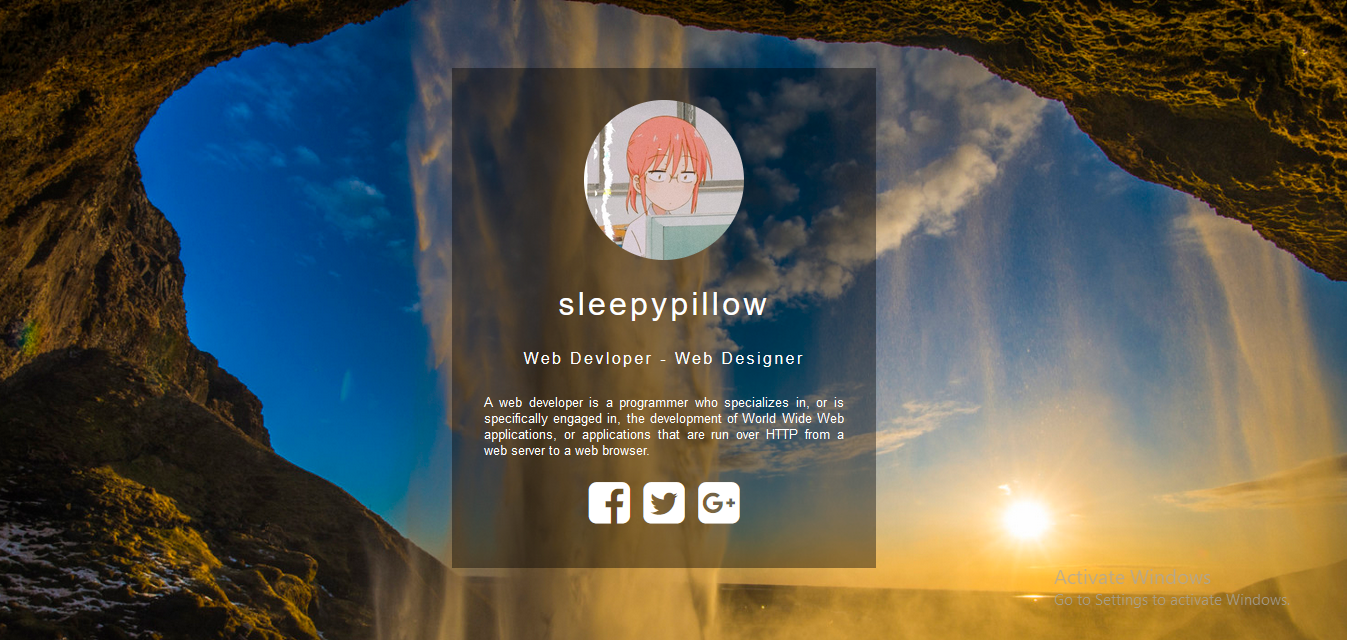 sleepypillow
Web Devloper - Web Designer
A web developer is a programmer who specializes in, or is
specifically engaged in, the development of World Wide Web
applications, or applications that are run over HTTP from a
web server to a web browser.
G+
Activate Windows
Go to Settings to activate Windows.